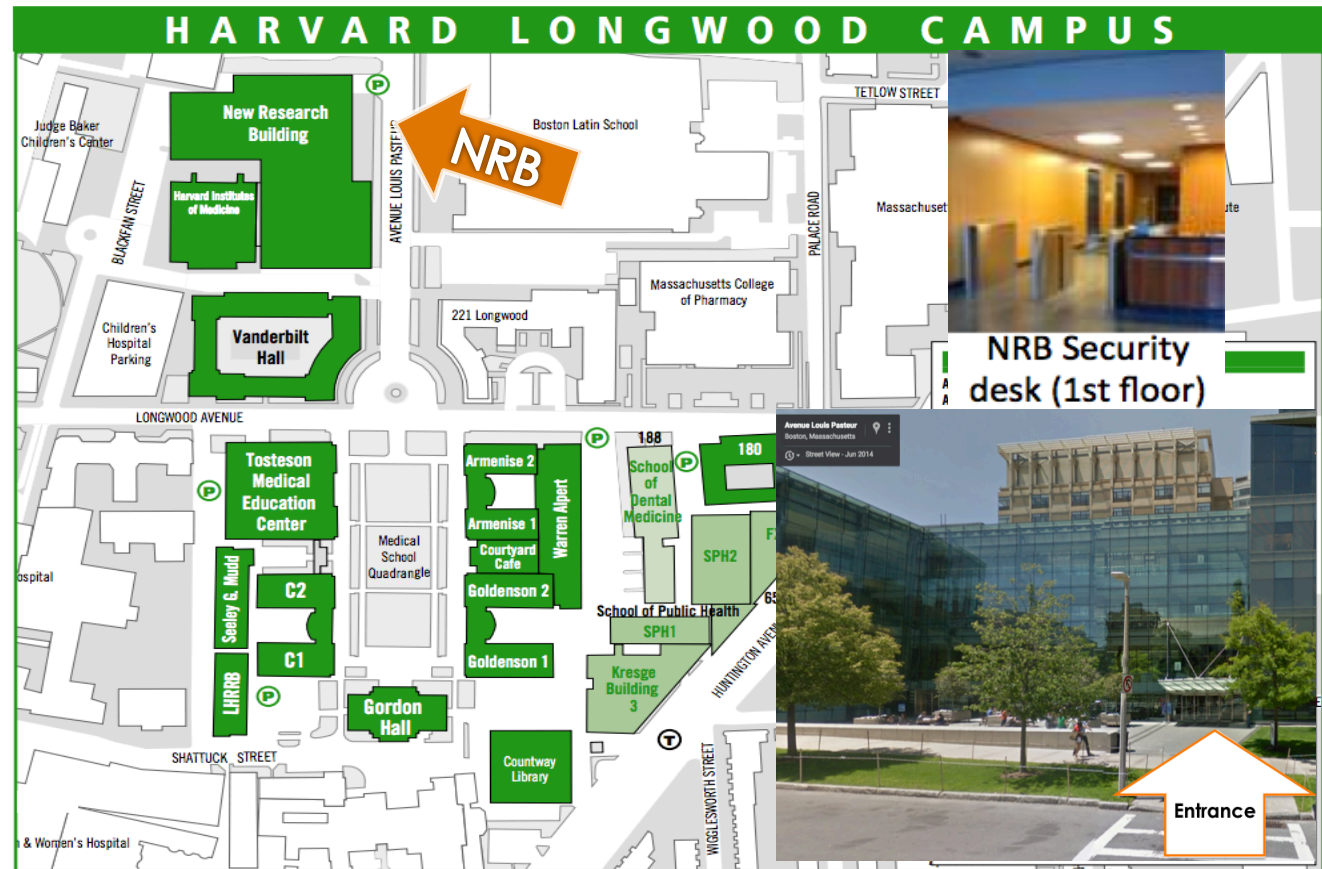 HARVARD LONGWOOD CAMPUS
P
New Research
Building
Judge Baker
Children's Center
Harvard Institutes
of Medicine
BLACKFAN STREET
AVENUE LOUIS PASTEUR
NRB
Boston Latin School
TETLOW STREET
PALACE ROAD
Massachuset
ute
Massachusetts College
of Pharmacy
221 Longwood
Children's
Hospital
Parking
Vanderbilt
Hall
NRB Security
desk (1st floor)
A
A
LONGWOOD AVENUE
Avenue Louis Pasteur
Boston, Massachusetts
Street View - Jun 2014
Tosteson
Medical
Education
Center
P
Medical
School
Quadrangle
Armenise 2
Armenise 1
Courtyard
Cafe
Warren Alpert
Goldenson 2
Goldenson 1
P
188
School
of
Dental
Medicine
P
180
SPH2
F
65
School of Public Health
SPH1
Kresge
Building
3
HUNTINGTON AVEN
ospital
Seeley G. Mudd
C2
C1
LHRRB
P
Gordon
Hall
T
SHATTUCK STREET
Countway
Library
WIGGLESWORTH STREET
n & Women's Hospital
Entrance
E